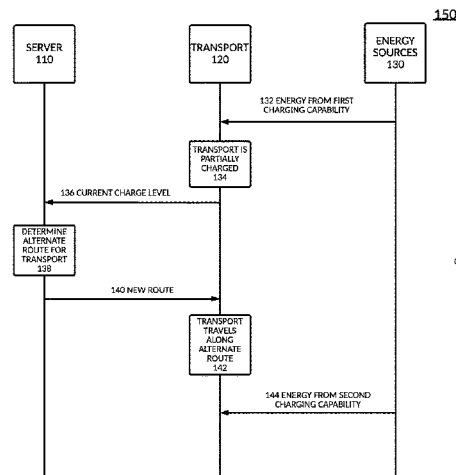 150
SERVER
110
TRANSPORT
120
ENERGY
SOURCES
130
132 ENERGY FROM FIRST
CHARGING CAPABILITY
TRANSPORT IS
PARTIALLY
CHARGED
134
136 CURRENT CHARGE LEVEL
DETERMINE
ALTERNATE
ROUTE FOR
TRANSPORT
138
140 NEW ROUTE
TRANSPORT
TRAVELS
ALONG
ALTERNATE
ROUTE
142
144 ENERGY FROM SECOND
CHARGING CAPABILITY